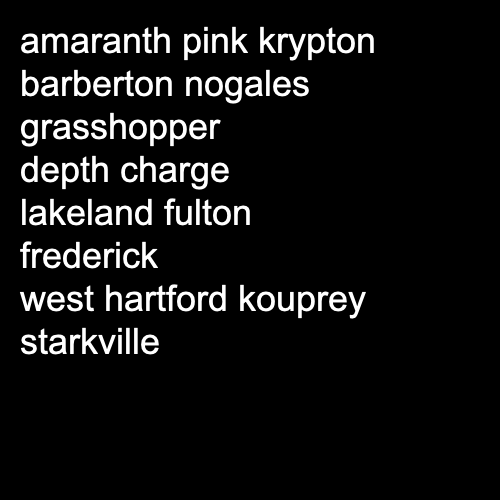 amaranth pink krypton
barberton nogales
grasshopper
depth charge
lakeland fulton
frederick
west hartford kouprey
starkville